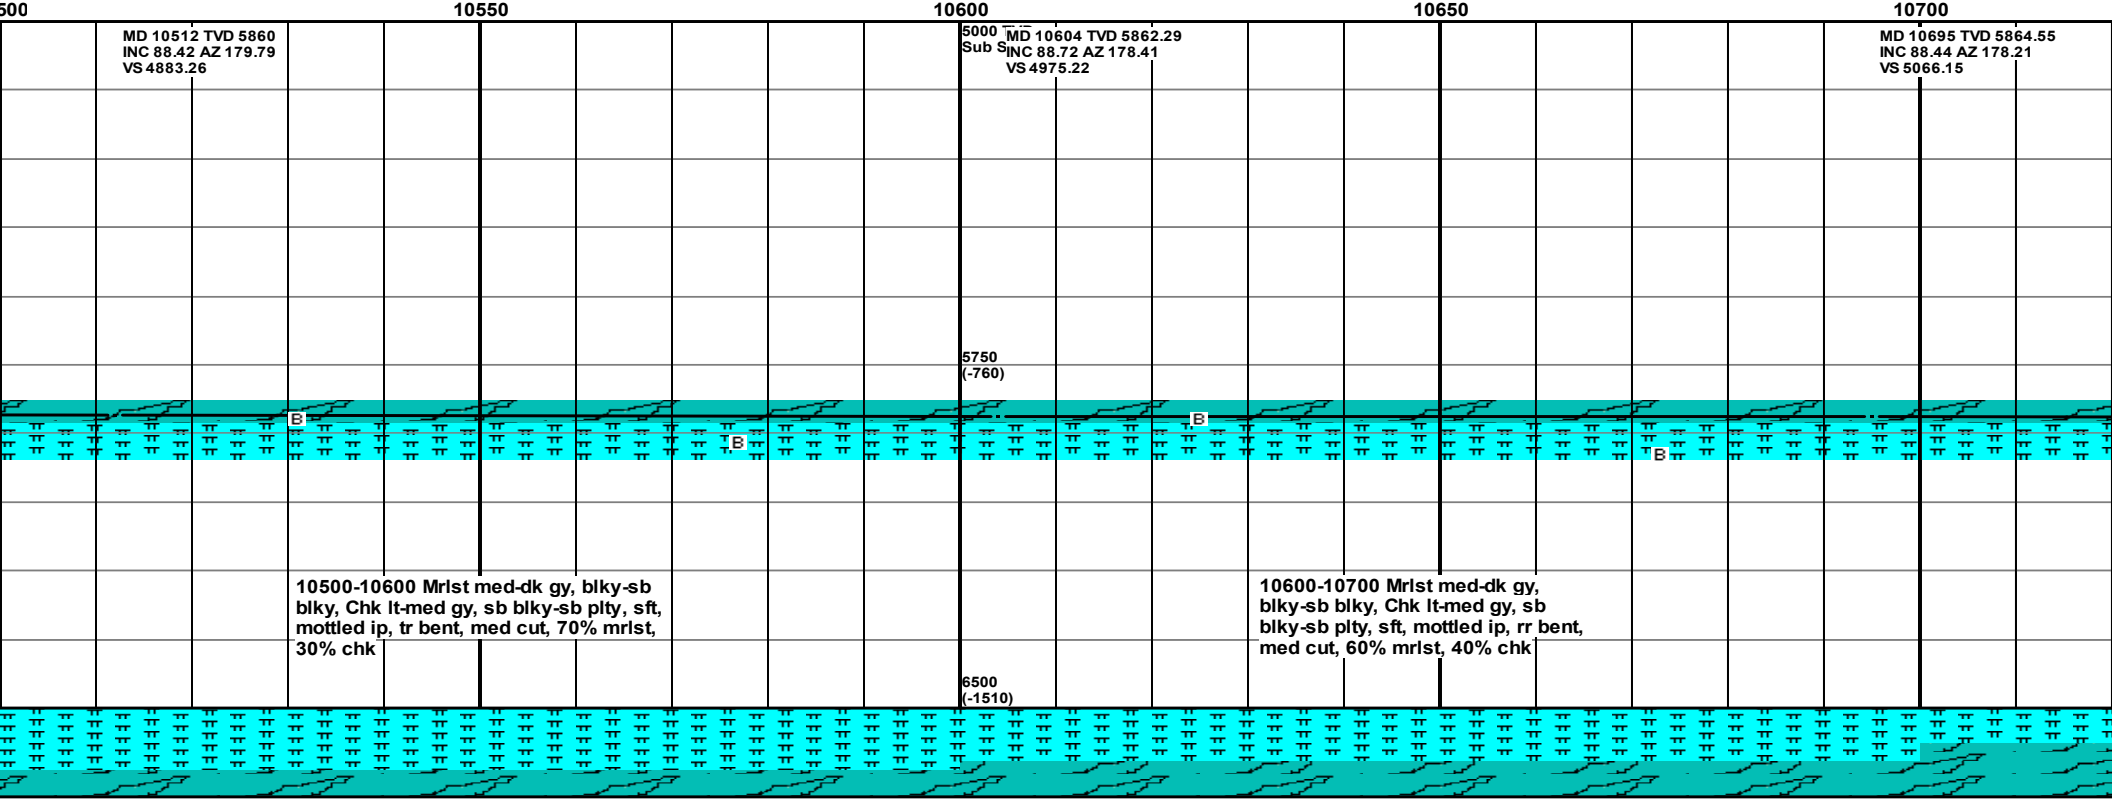 500 10550 10600 10650 10700
MD 10512 TVD 5860
INC 88.42 AZ 179.79
VS 4883.26
5000
Sub S
MD 10604 TVD 5862.29
INC 88.72 AZ 178.41
VS 4975.22
MD 10695 TVD 5864.55
INC 88.44 AZ 178.21
VS 5066.15
5750
(-760)
B
B
B
B
10500-10600 Mrlst med-dk gy, blky-sb
blky, Chk lt-med gy, sb blky-sb plty, sft,
mottled ip, tr bent, med cut, 70% mrlst,
30% chk
10600-10700 Mrlst med-dk gy,
blky-sb blky, Chk lt-med gy, sb
blky-sb plty, sft, mottled ip, rr bent,
med cut, 60% mrlst, 40% chk
6500
(-1510)